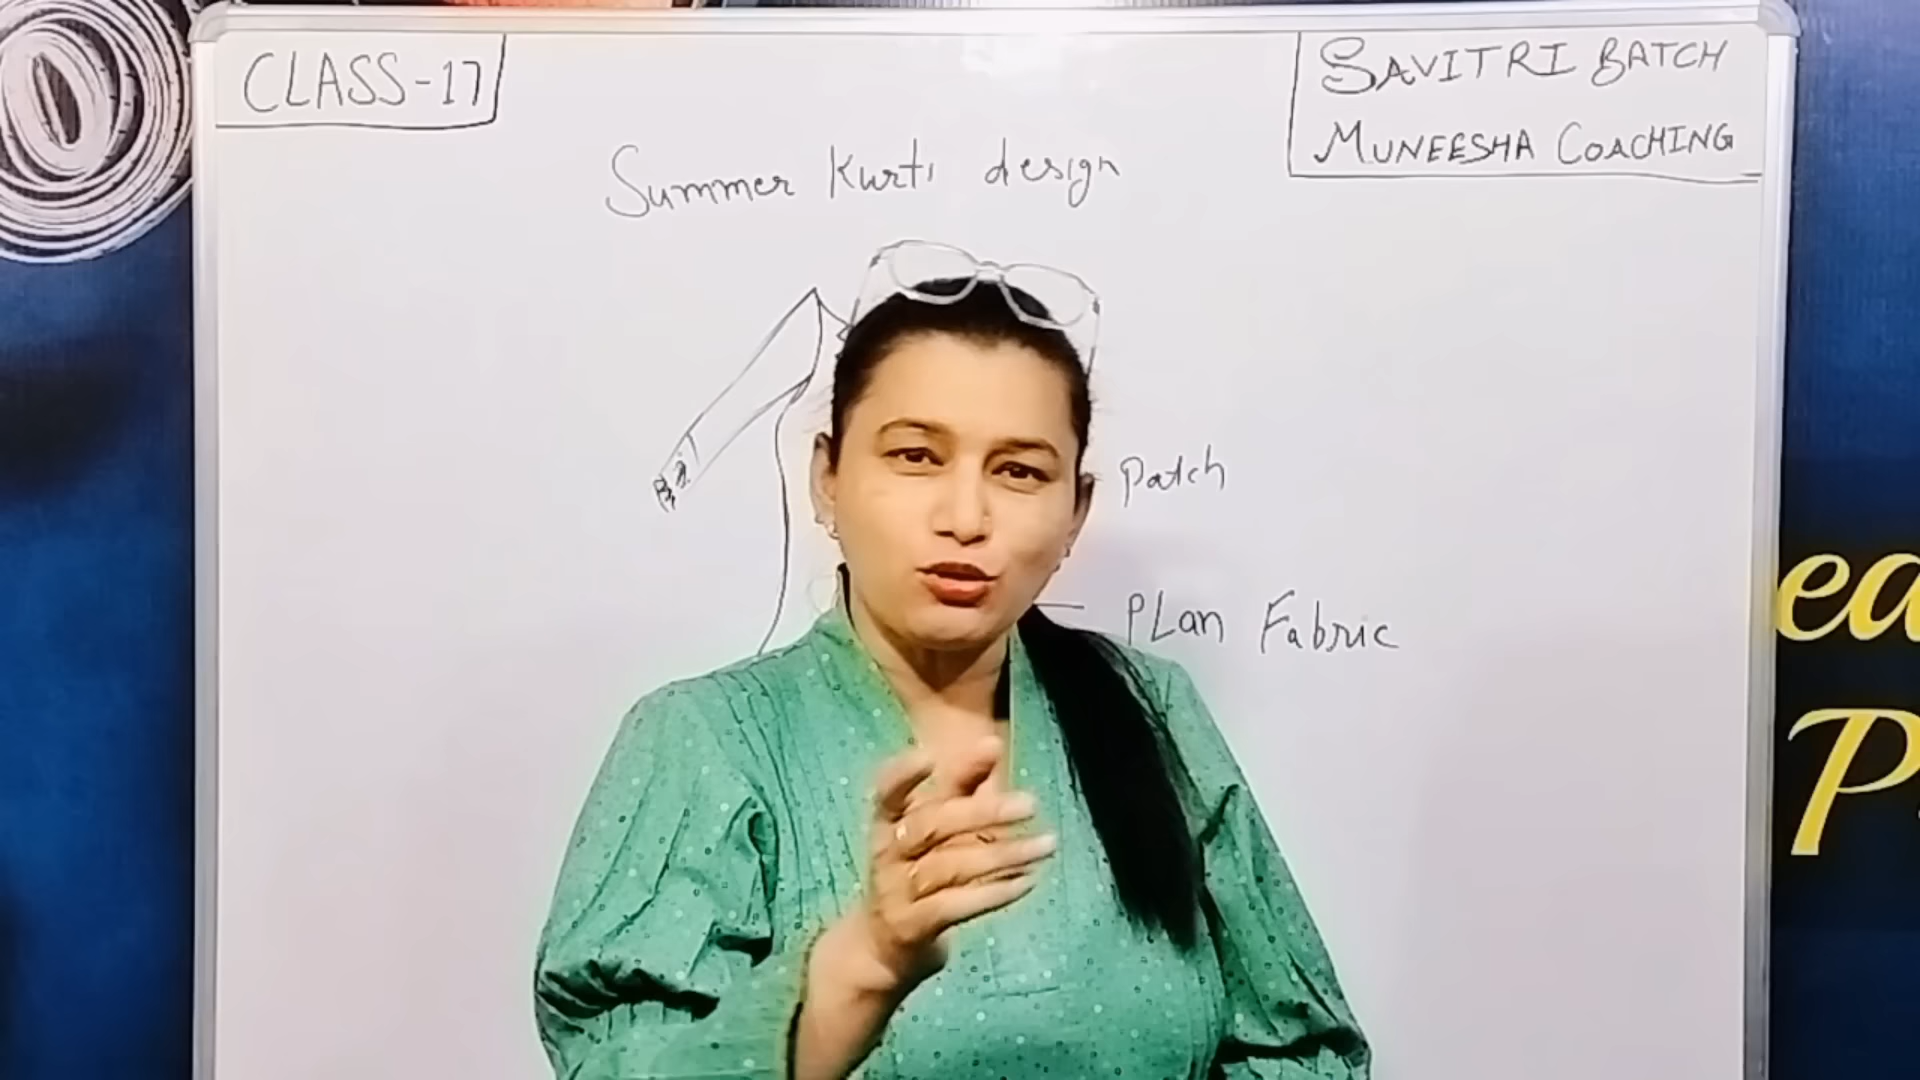 CLASS-17
SAVITRI BATCH
MUNEESHA COACHING
Summer Kurti design
Patch
PLan Fabric